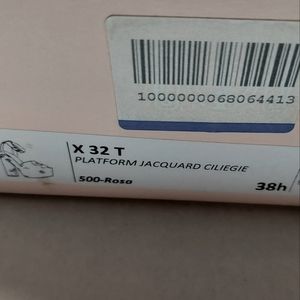 1000000068064413
X 32 T
PLATFORM JACQUARD CILIEGIE
500-Rosa
38h